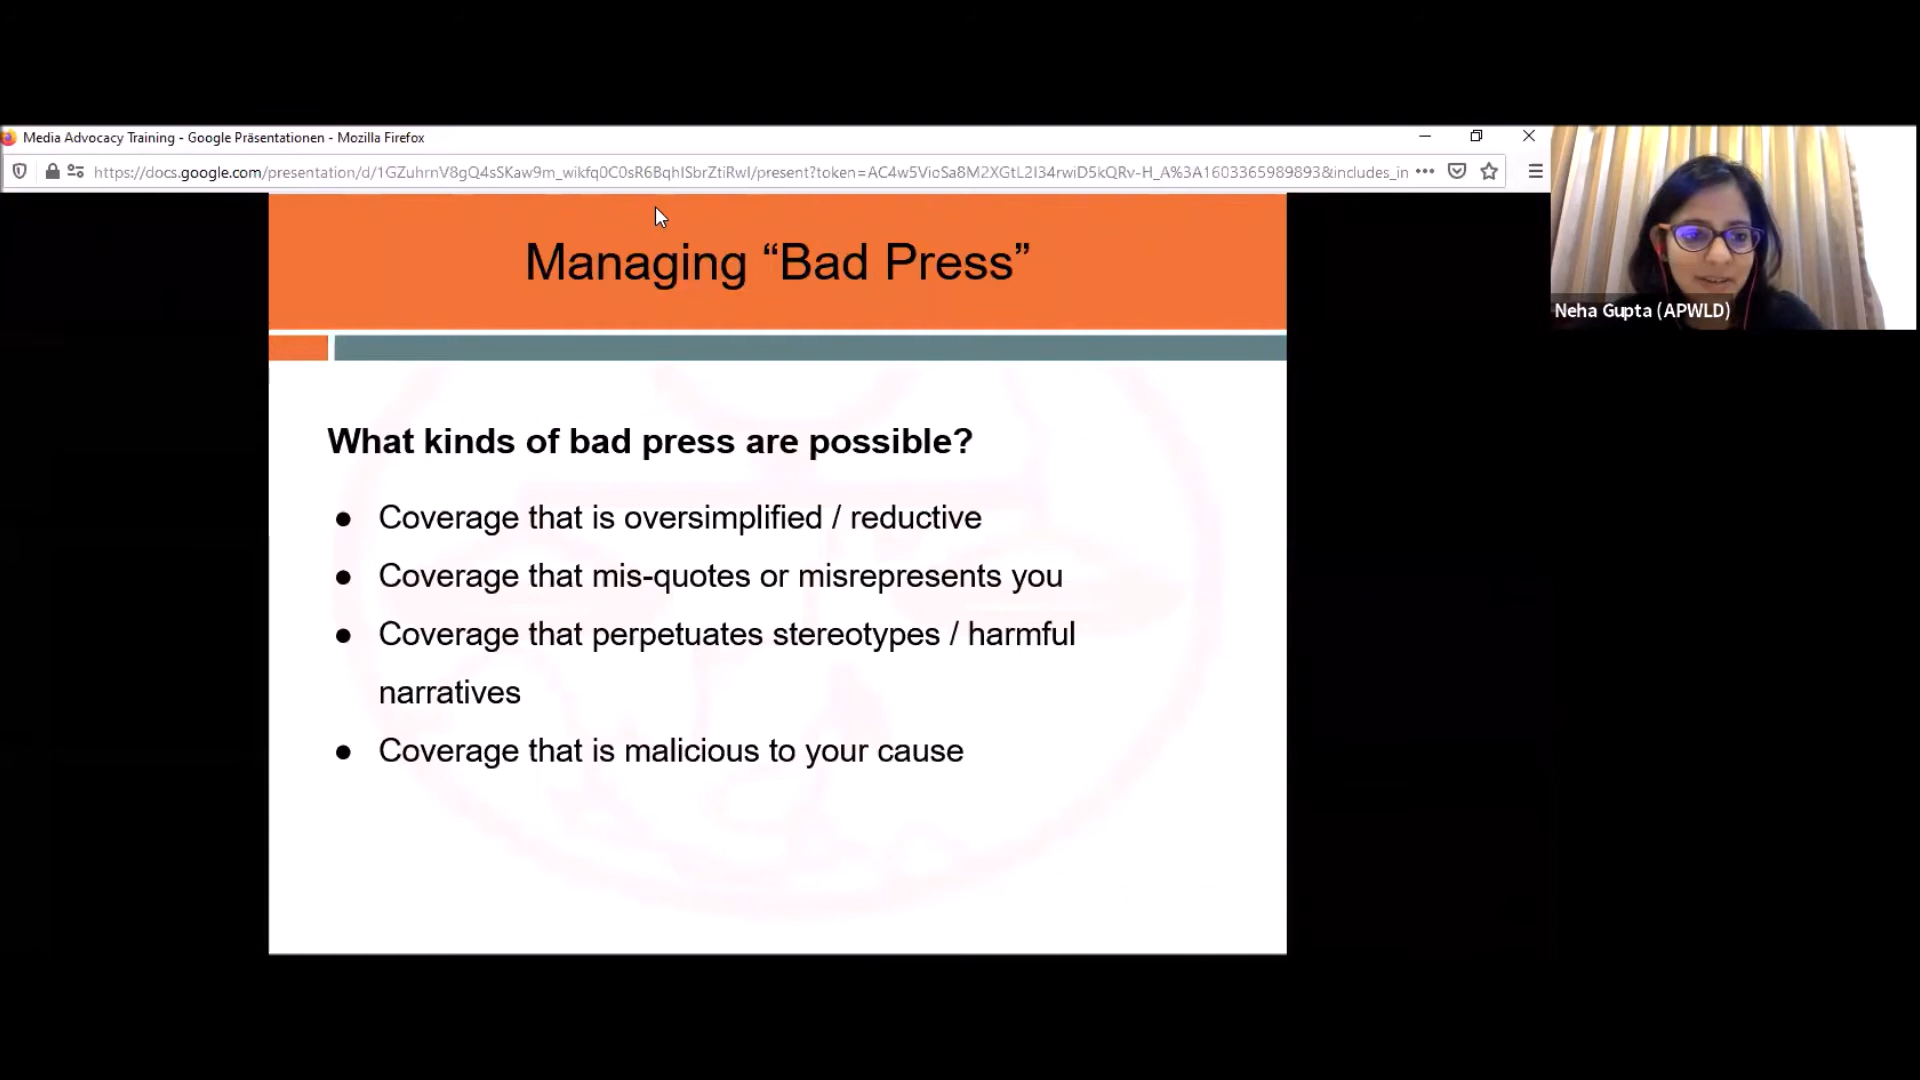 Media Advocacy Training - Google Präsentationen - Mozilla Firefox
https://docs.google.com/presentation/d/1GZuhrnV8gQ4sSKaw9m_wikfq0C0sR6BqhISbrZtiRwI/present?token=AC4w5VioSa8M2XGtL2I34rwiD5kQRv-H_A%3A1603365989893&includes_in
Managing “Bad Press”
Neha Gupta (APWLD)
What kinds of bad press are possible?
● Coverage that is oversimplified / reductive
● Coverage that mis-quotes or misrepresents you
● Coverage that perpetuates stereotypes / harmful
narratives
● Coverage that is malicious to your cause